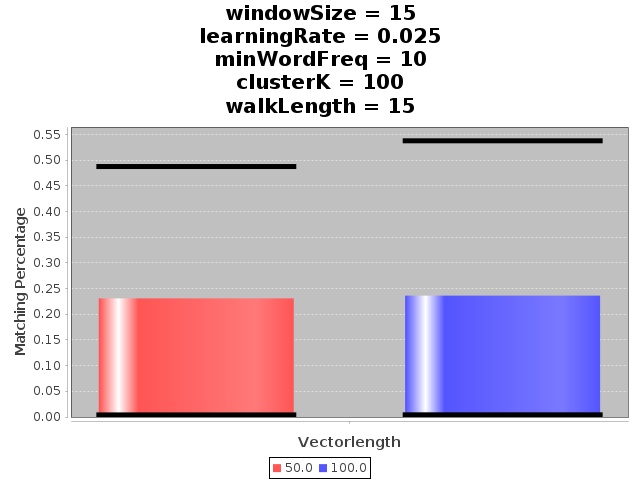 windowSize = 15
learningRate = 0.025
minWordFreq = 10
clusterK = 100
walkLength = 15
Matching Percentage
0.55
0.50
0.45
0.40
0.35
0.30
0.25
0.20
0.15
0.10
0.05
0.00
Vectorlength
50.0 100.0